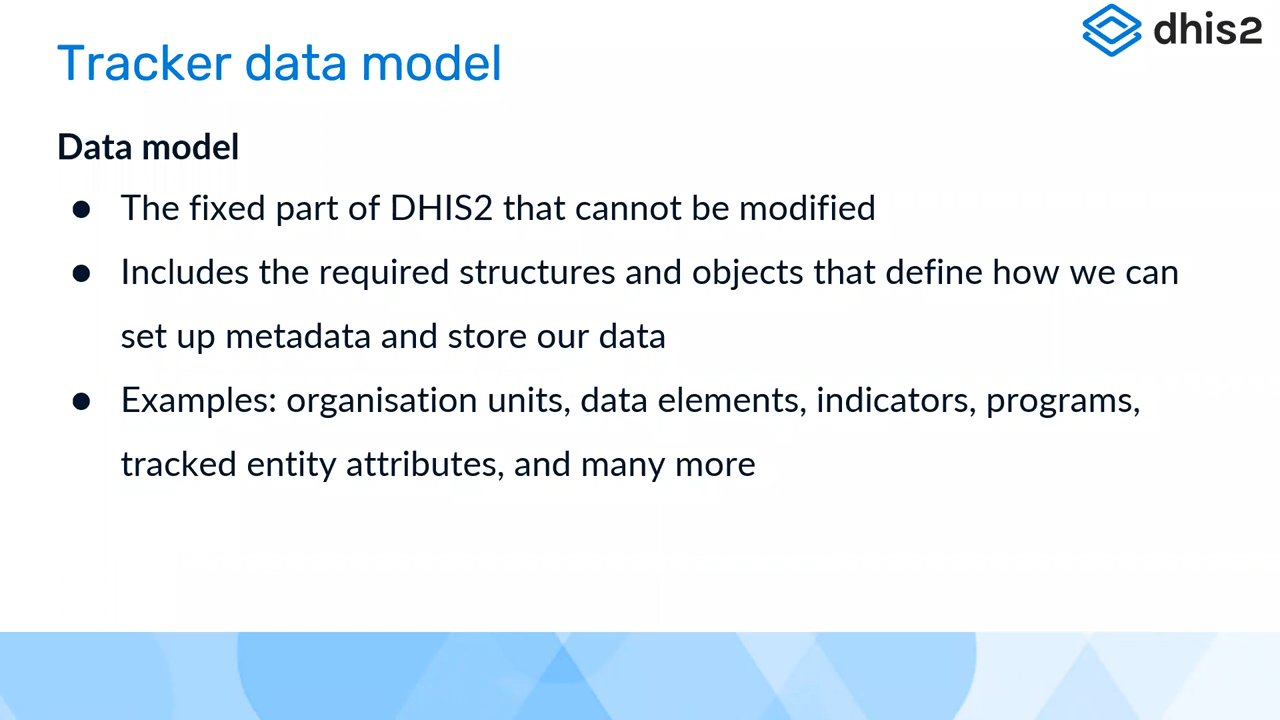 dhis2
Tracker data model
Data model
● The fixed part of DHIS2 that cannot be modified
● Includes the required structures and objects that define how we can
set up metadata and store our data
● Examples: organisation units, data elements, indicators, programs,
tracked entity attributes, and many more